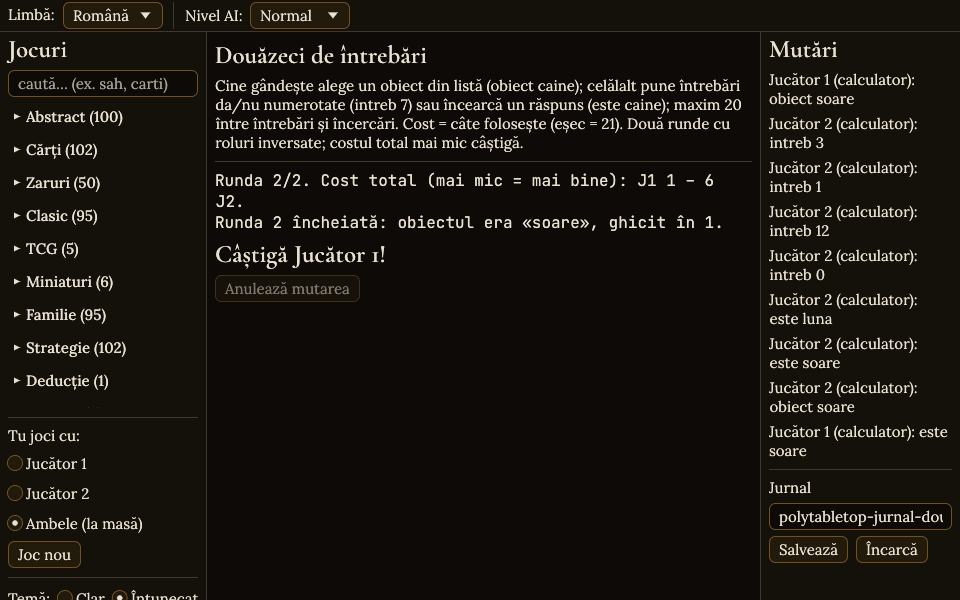 Limbă:
Română
Nivel AI:
Normal
Jocuri
caută... (ex. sah, carti)
Abstract (100)
Cărți (102)
Zaruri (50)
Clasic (95)
TCG (5)
Miniaturi (6)
Familie (95)
Strategie (102)
Deducție (1)
Tu joci cu:
Jucător 1
Jucător 2
Ambele (la masă)
Joc nou
Temă:
Clar
Întunecat
Douăzeci de întrebări
Cine gândește alege un obiect din listă (obiect caine); celălalt pune întrebări
da/nu numerotate (intreb 7) sau încearcă un răspuns (este caine); maxim 20
între întrebări și încercări. Cost = câte folosește (eșec = 21). Două runde cu
roluri inversate; costul total mai mic câștigă.
Runda 2/2. Cost total (mai mic = mai bine): J1 1 – 6
J2.
Runda 2 încheiată: obiectul era «soare», ghicit în 1.
Câștigă Jucător 1!
Anulează mutarea
Mutări
Jucător 1 (calculator):
obiect soare
Jucător 2 (calculator):
intreb 3
Jucător 2 (calculator):
intreb 1
Jucător 2 (calculator):
intreb 12
Jucător 2 (calculator):
intreb 0
Jucător 2 (calculator):
este luna
Jucător 2 (calculator):
este soare
Jucător 2 (calculator):
obiect soare
Jucător 1 (calculator): este
soare
Jurnal
polytabletop-jurnal-dou
Salvează
Încarcă